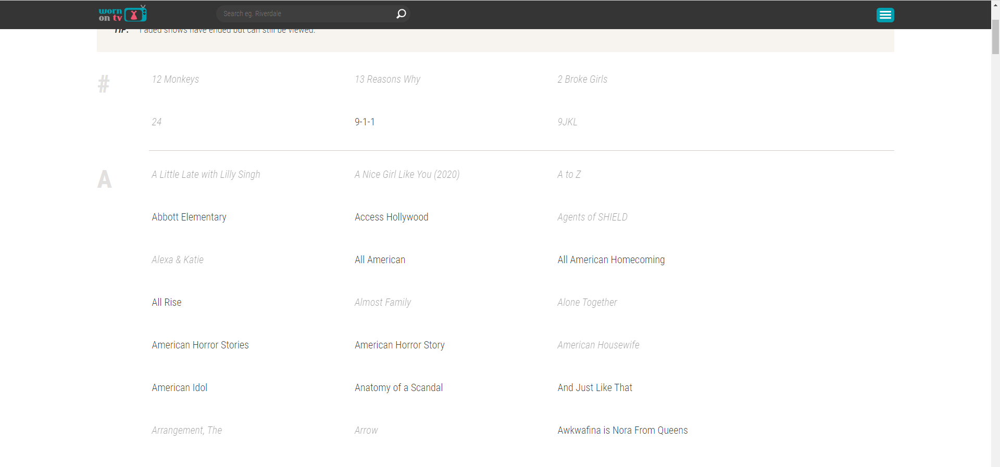 worn
on tv
Search eg. Riverdale
TIP: Faded shows have ended but can still be viewed.
#
12 Monkeys
13 Reasons Why
2 Broke Girls
24
9-1-1
9JKL
A
A Little Late with Lilly Singh
A Nice Girl Like You (2020)
A to Z
Abbott Elementary
Access Hollywood
Agents of SHIELD
Alexa & Katie
All American
All American Homecoming
All Rise
Almost Family
Alone Together
American Horror Stories
American Horror Story
American Housewife
American Idol
Anatomy of a Scandal
And Just Like That
Arrangement, The
Arrow
Awkwafina is Nora From Queens